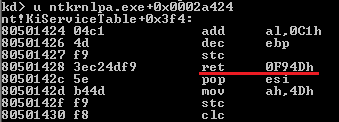 kd> u ntkrnlpa.exe+0x0002a424
nt!KiServiceTable+0x3f4:
80501424 04c1 add al,0C1h
80501426 4d dec ebp
80501427 f9 stc
80501428 3ec24df9 ret 0F94Dh
8050142c 5e pop esi
8050142d b44d mov ah,4Dh
8050142f f9 stc
80501430 f8 clc